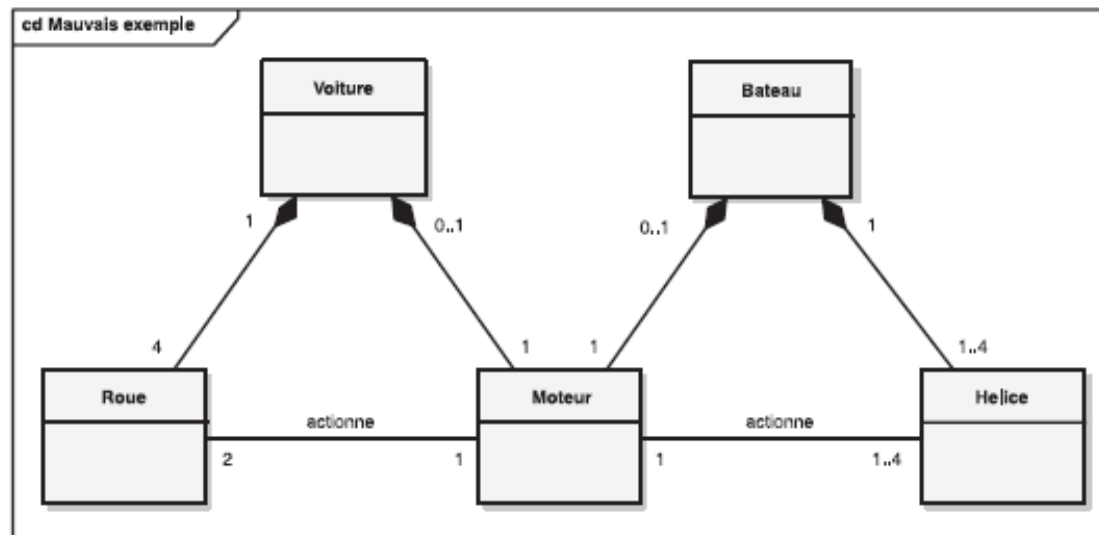 cd Mauvais exemple
Voiture
Bateau
1
0..1
0..1
1
4
1
1
1..4
Roue
Moteur
Helice
actionne
actionne
2
1
1
1..4